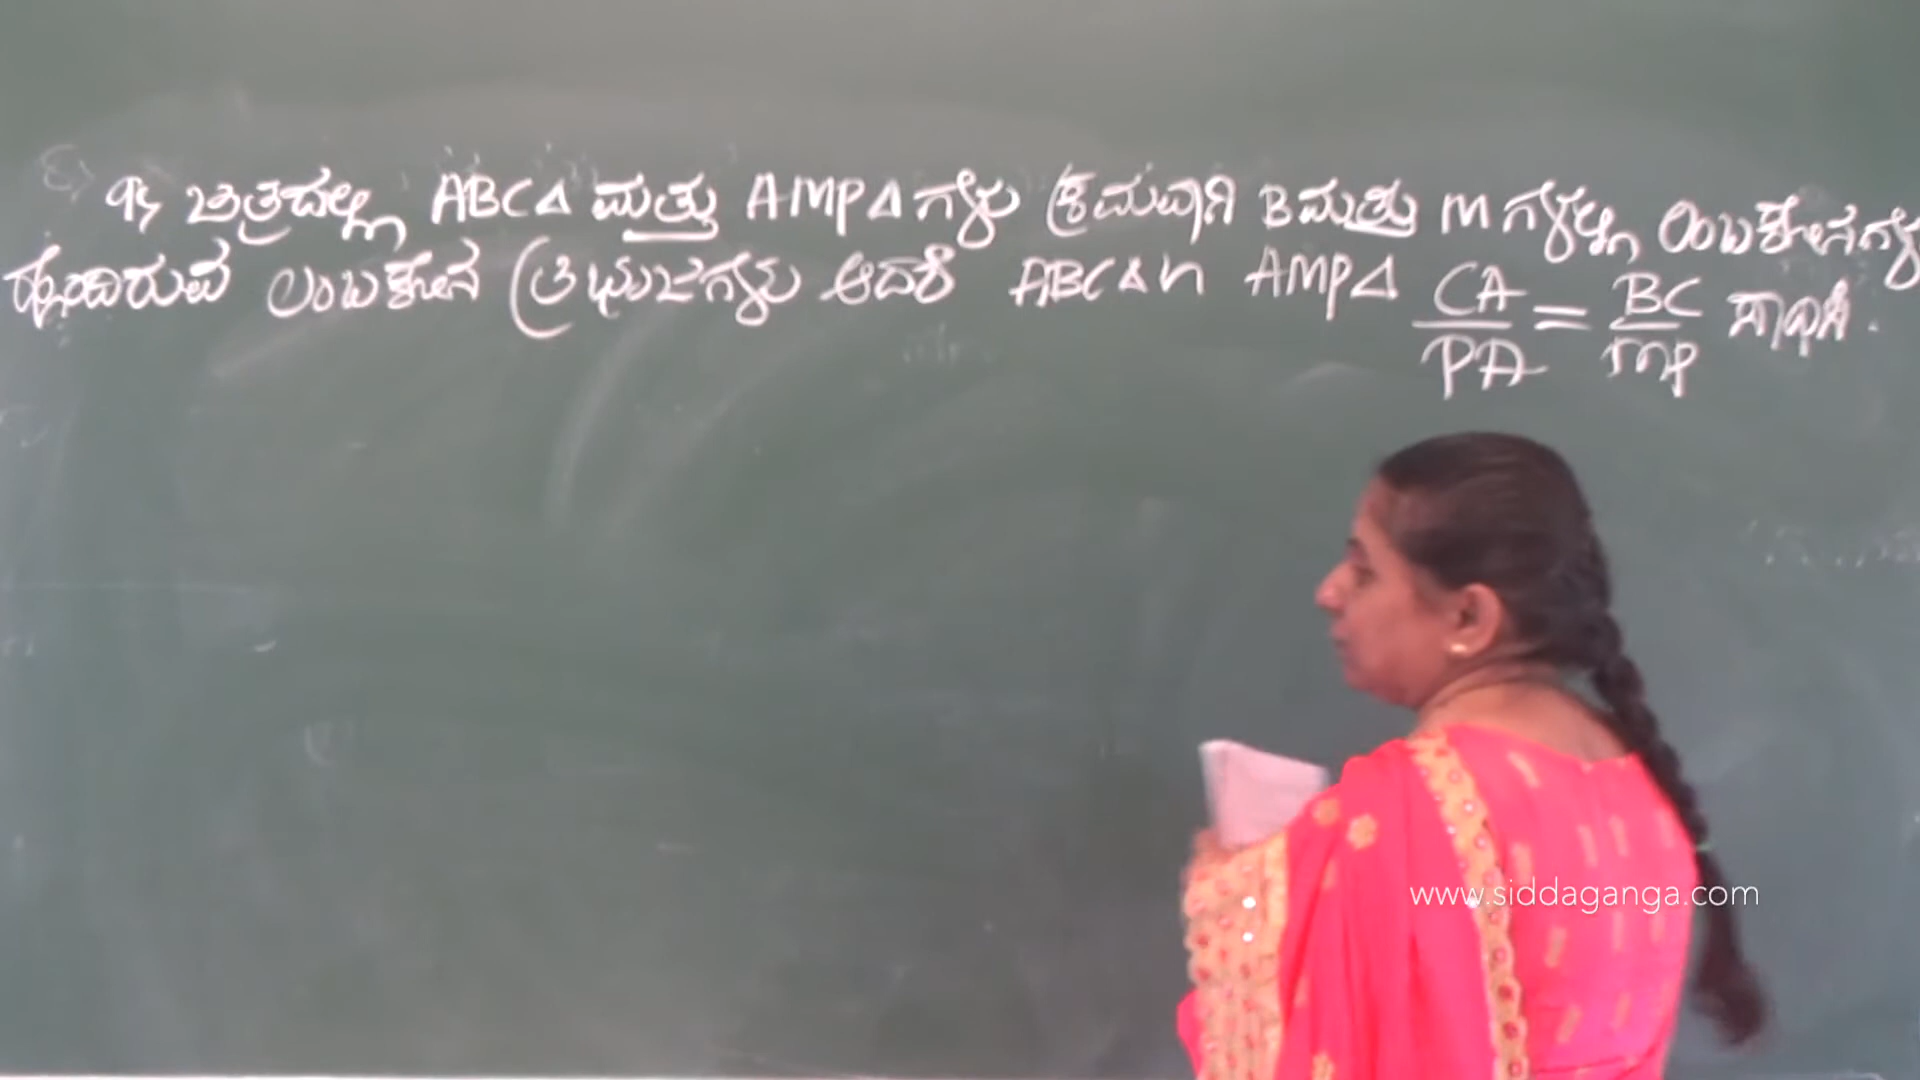 9) ಚಿತ್ರದಲ್ಲಿ ABC∆ ಮತ್ತು AMP∆ಗಳು ಕ್ರಮವಾಗಿ B ಮತ್ತು M ಗಳಲ್ಲಿ ಲಂಬಕೋನಗಳ
ಹೊಂದಿರುವ ಲಂಬಕೋನ ತ್ರಿಭುಜಗಳು ಆದರೆ ABC∆ ~ AMP∆ CA/PA = BC/MP ಸಾಧಿಸಿ.
www.siddaganga.com